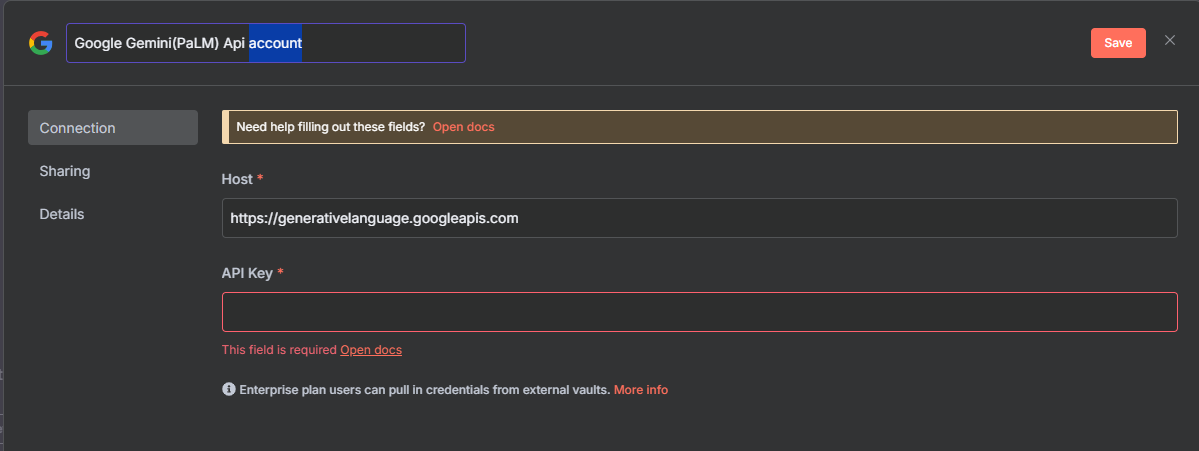 Google Gemini(PaLM) Api account
Save
Connection
Sharing
Details
Need help filling out these fields? Open docs
Host *
https://generativelanguage.googleapis.com
API Key *
This field is required Open docs
Enterprise plan users can pull in credentials from external vaults. More info